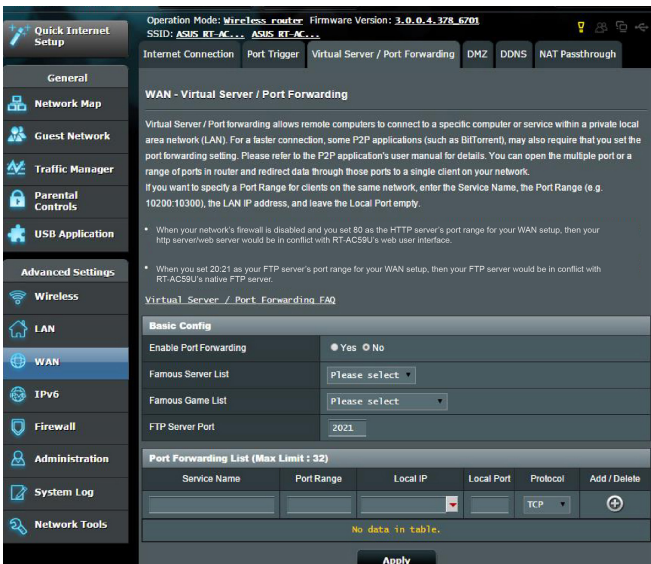 Quick Internet
Setup
Operation Mode: Wireless router Firmware Version: 3.0.0.4.378_6701
SSID: ASUS RT-AC... ASUS RT-AC...
Internet Connection Port Trigger Virtual Server / Port Forwarding DMZ DDNS NAT Passthrough
General
Network Map
Guest Network
Traffic Manager
Parental
Controls
USB Application
Advanced Settings
Wireless
LAN
WAN
IPv6
Firewall
Administration
System Log
Network Tools
WAN - Virtual Server / Port Forwarding
Virtual Server / Port forwarding allows remote computers to connect to a specific computer or service within a private local
area network (LAN). For a faster connection, some P2P applications (such as BitTorrent), may also require that you set the
port forwarding setting. Please refer to the P2P application's user manual for details. You can open the multiple port or a
range of ports in router and redirect data through those ports to a single client on your network.
If you want to specify a Port Range for clients on the same network, enter the Service Name, the Port Range (e.g.
10200:10300), the LAN IP address, and leave the Local Port empty.
• When your network's firewall is disabled and you set 80 as the HTTP server's port range for your WAN setup, then your
http server/web server would be in conflict with RT-AC59U's web user interface.
• When you set 20:21 as your FTP server's port range for your WAN setup, then your FTP server would be in conflict with
RT-AC59U's native FTP server.
Virtual Server / Port Forwarding FAQ
Basic Config
Enable Port Forwarding Yes No
Famous Server List Please select
Famous Game List Please select
FTP Server Port 2021
Port Forwarding List (Max Limit : 32)
Service Name Port Range Local IP Local Port Protocol Add / Delete
TCP
No data in table.
Apply